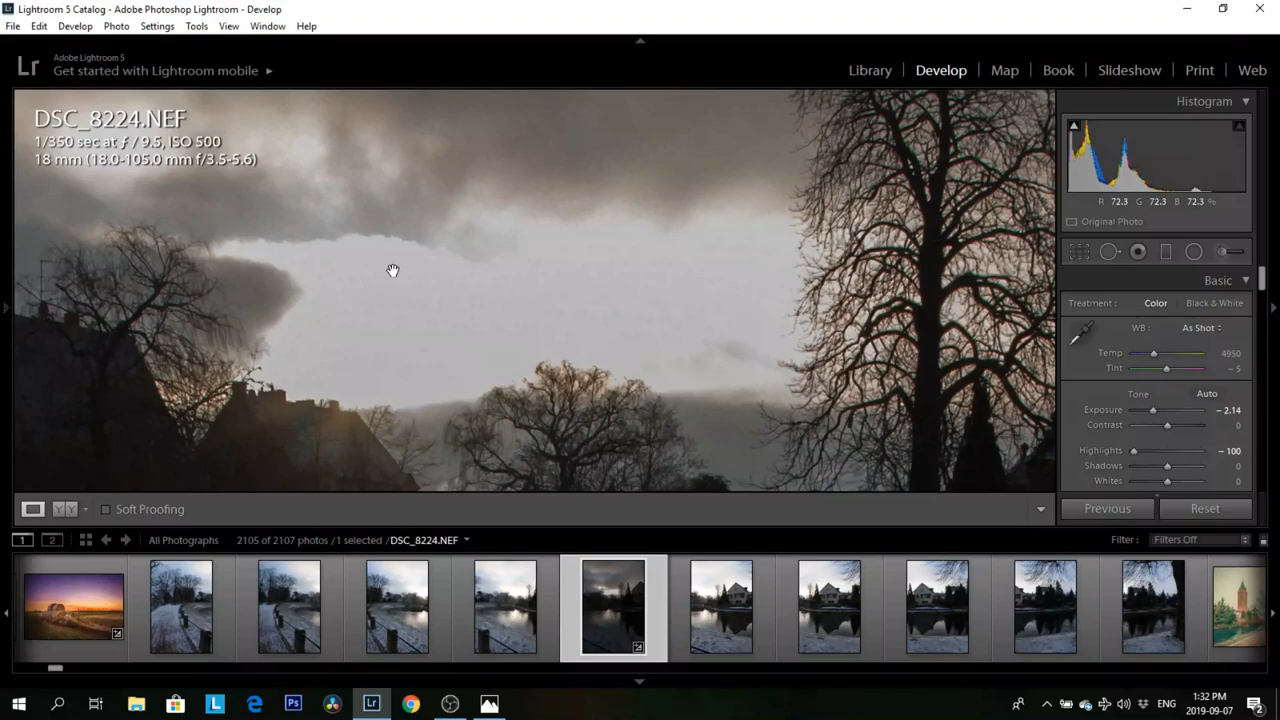 Lightroom 5 Catalog - Adobe Photoshop Lightroom - Develop
File Edit Develop Photo Settings Tools View Window Help
Lr
Adobe Lightroom 5
Get started with Lightroom mobile
Library Develop Map Book Slideshow Print Web
DSC_8224.NEF
1/350 sec at ƒ / 9.5, ISO 500
18 mm (18.0-105.0 mm f/3.5-5.6)
Histogram
R 72.3 G 72.3 B 72.3 %
Original Photo
Basic
Treatment : Color Black & White
WB : As Shot
Temp 4950
Tint – 5
Tone Auto
Exposure – 2.14
Contrast 0
Highlights – 100
Shadows 0
Whites 0
Previous Reset
YY Soft Proofing
1 2 All Photographs 2105 of 2107 photos / 1 selected / DSC_8224.NEF Filter : Filters Off
L Ps Lr ENG
1:32 PM
2019-09-07
2